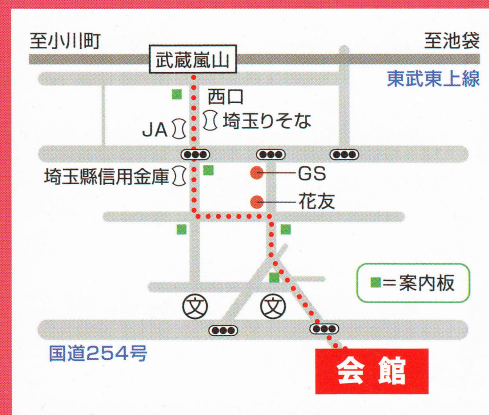 至小川町
至池袋
武蔵嵐山
東武東上線
西口
JA
埼玉りそな
埼玉縣信用金庫
GS
花友
■=案内板
文
文
国道254号
会館